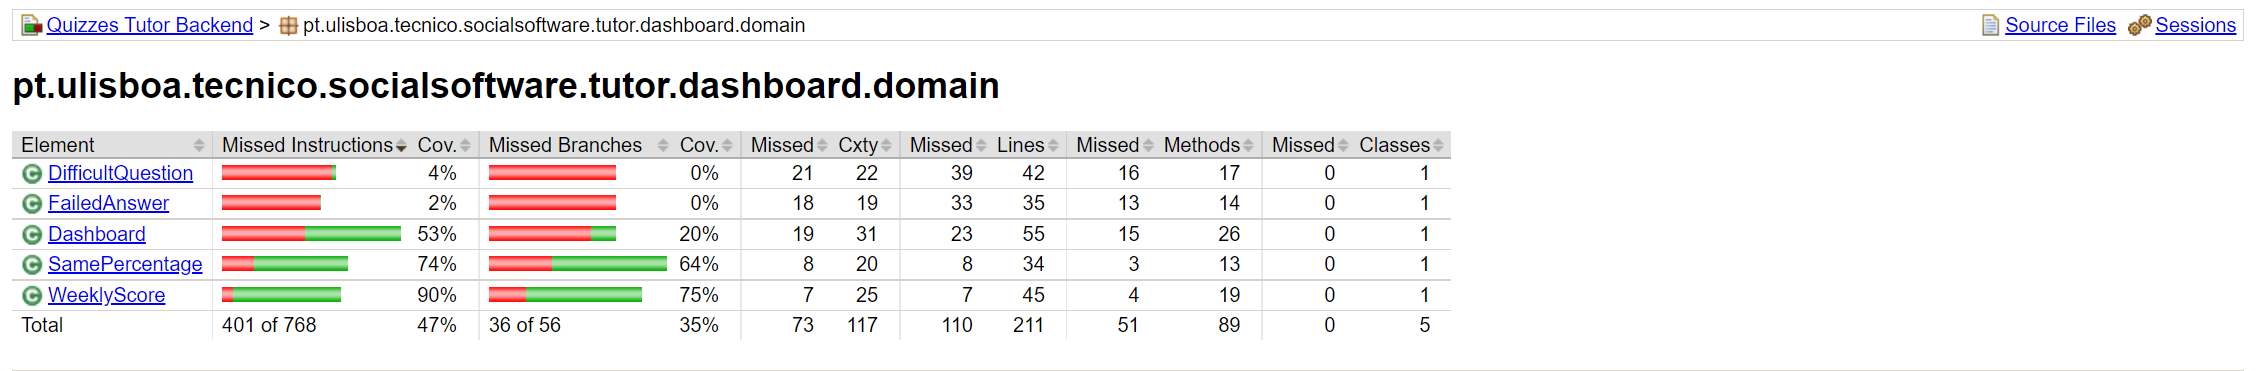 Quizzes Tutor Backend > pt.ulisboa.tecnico.socialsoftware.tutor.dashboard.domain Source Files Sessions
pt.ulisboa.tecnico.socialsoftware.tutor.dashboard.domain
Element Missed Instructions Cov. Missed Branches Cov. Missed Cxty Missed Lines Missed Methods Missed Classes
C DifficultQuestion 4% 0% 21 22 39 42 16 17 0 1
C FailedAnswer 2% 0% 18 19 33 35 13 14 0 1
C Dashboard 53% 20% 19 31 23 55 15 26 0 1
C SamePercentage 74% 64% 8 20 8 34 3 13 0 1
C WeeklyScore 90% 75% 7 25 7 45 4 19 0 1
Total 401 of 768 47% 36 of 56 35% 73 117 110 211 51 89 0 5